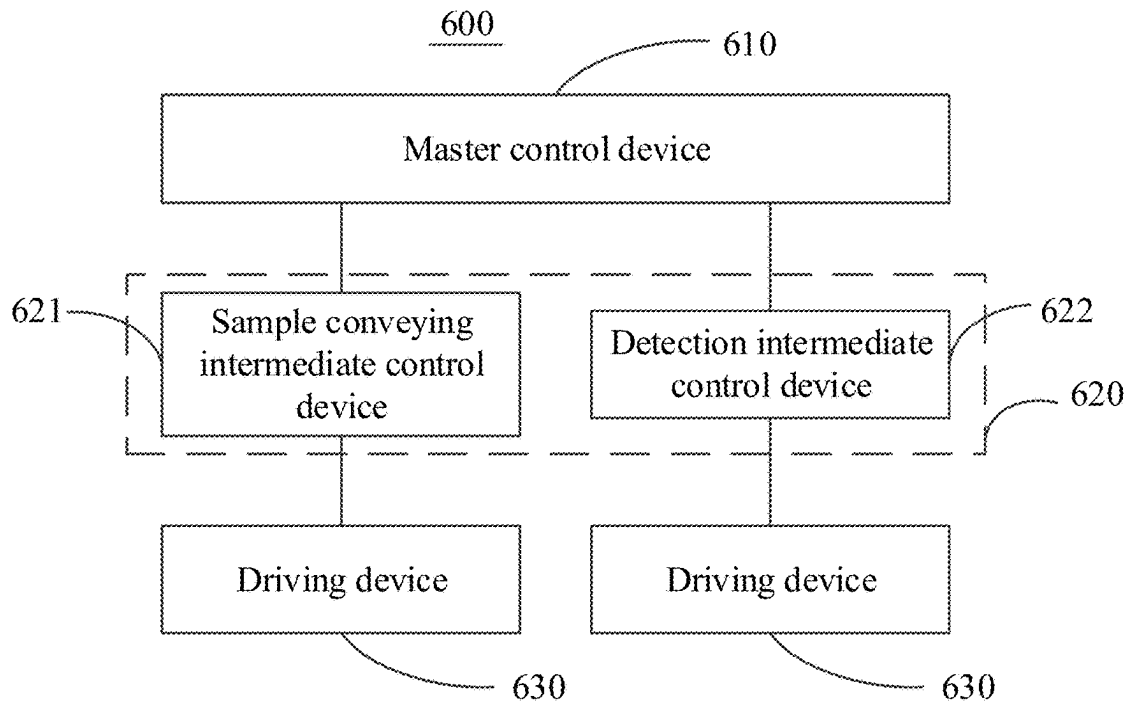 600
610
Master control device
621
Sample conveying
intermediate control
device
Detection intermediate
control device
622
620
Driving device
Driving device
630
630